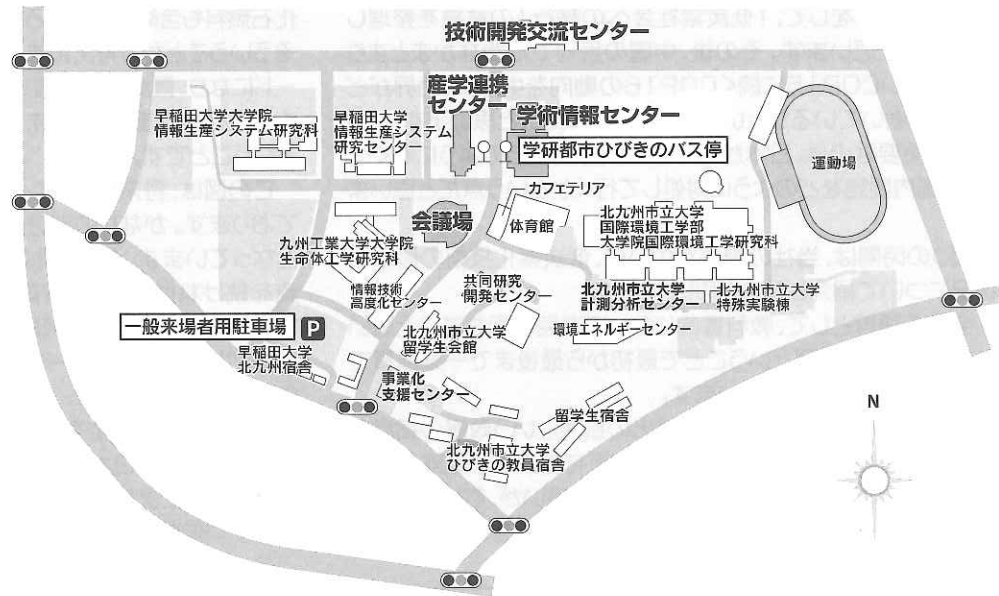 技術開発交流センター
産学連携
センター
学術情報センター
早稲田大学大学院
情報生産システム研究科
早稲田大学
情報生産システム
研究センター
学研都市ひびきのバス停
運動場
カフェテリア
体育館
会議場
北九州市立大学
国際環境工学部
大学院国際環境工学研究科
九州工業大学大学院
生命体工学研究科
情報技術
高度化センター
共同研究
開発センター
北九州市立大学
計測分析センター
北九州市立大学
特殊実験棟
一般来場者用駐車場 P
北九州市立大学
留学生会館
環境エネルギーセンター
早稲田大学
北九州宿舎
事業化
支援センター
留学生宿舎
北九州市立大学
ひびきの教員宿舎
N